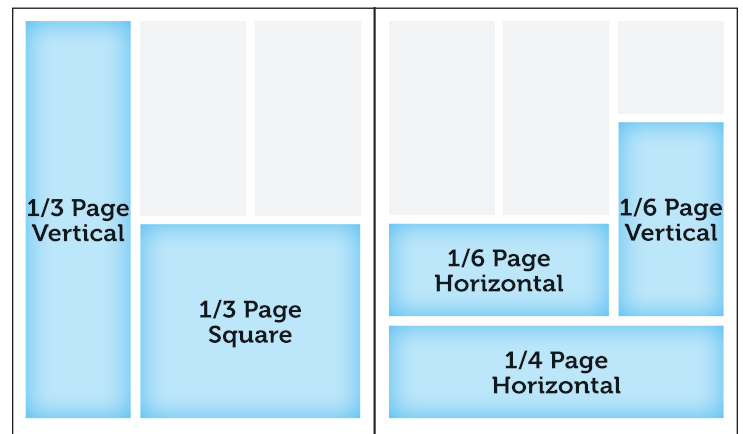 1/3 Page
Vertical
1/3 Page
Square
1/6 Page
Horizontal
1/6 Page
Vertical
1/4 Page
Horizontal